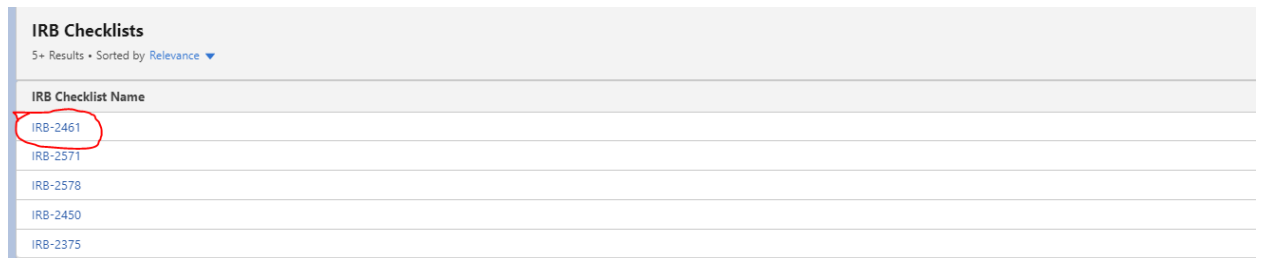 IRB Checklists
5+ Results • Sorted by Relevance
IRB Checklist Name
IRB-2461
IRB-2571
IRB-2578
IRB-2450
IRB-2375